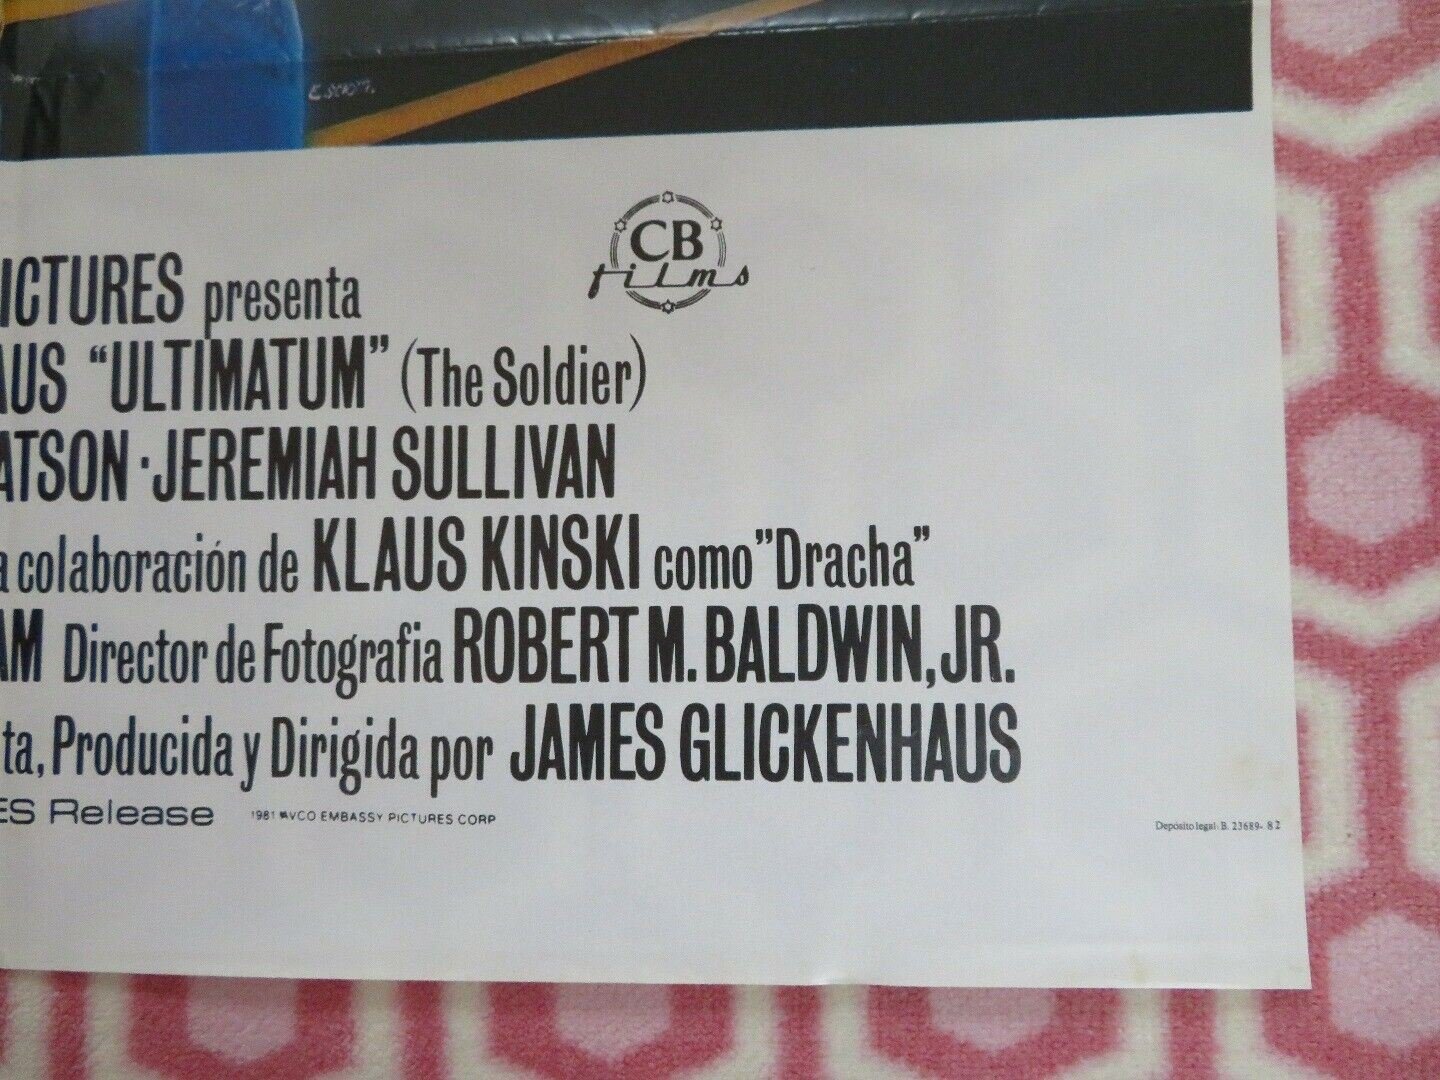 CB
films
ICTURES presenta
AUS "ULTIMATUM" (The Soldier)
ATSON · JEREMIAH SULLIVAN
a colaboración de KLAUS KINSKI como "Dracha"
AM Director de Fotografia ROBERT M. BALDWIN, JR.
ta, Producida y Dirigida por JAMES GLICKENHAUS
ES Release 1981 AVCO EMBASSY PICTURES CORP
Depósito legal: B. 23689- 82